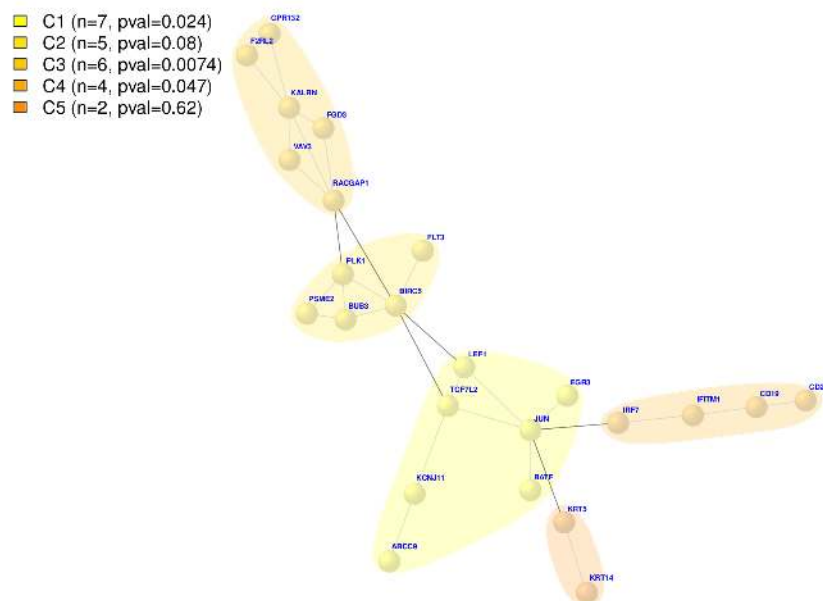 C1 (n=7, pval=0.024)
C2 (n=5, pval=0.08)
C3 (n=6, pval=0.0074)
C4 (n=4, pval=0.047)
C5 (n=2, pval=0.62)
GPR132
F2RL2
KALRN
FGD3
VAV3
RACGAP1
FLT3
PLK1
PSME2
BUB3
BIRC5
LEF1
TCF7L2
EGR3
JUN
IRF7
IFITM1
CD19
KCNJ11
BATF
KRT5
ABCC9
KRT14